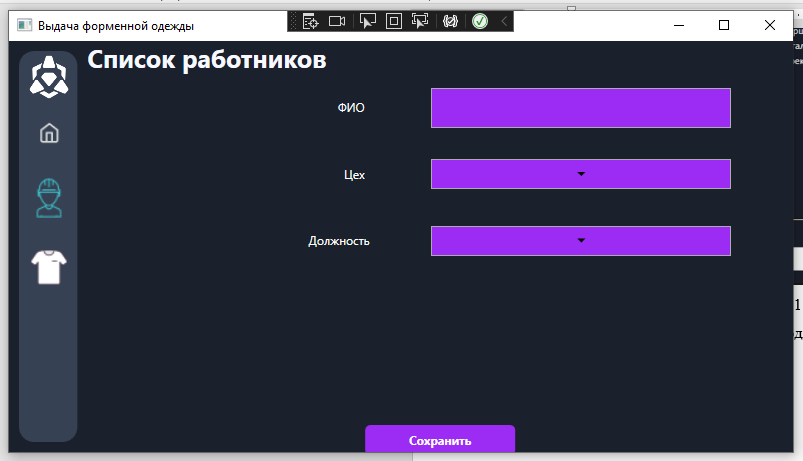 Выдача форменной одежды
Список работников
ФИО
Цех
Должность
Сохранить